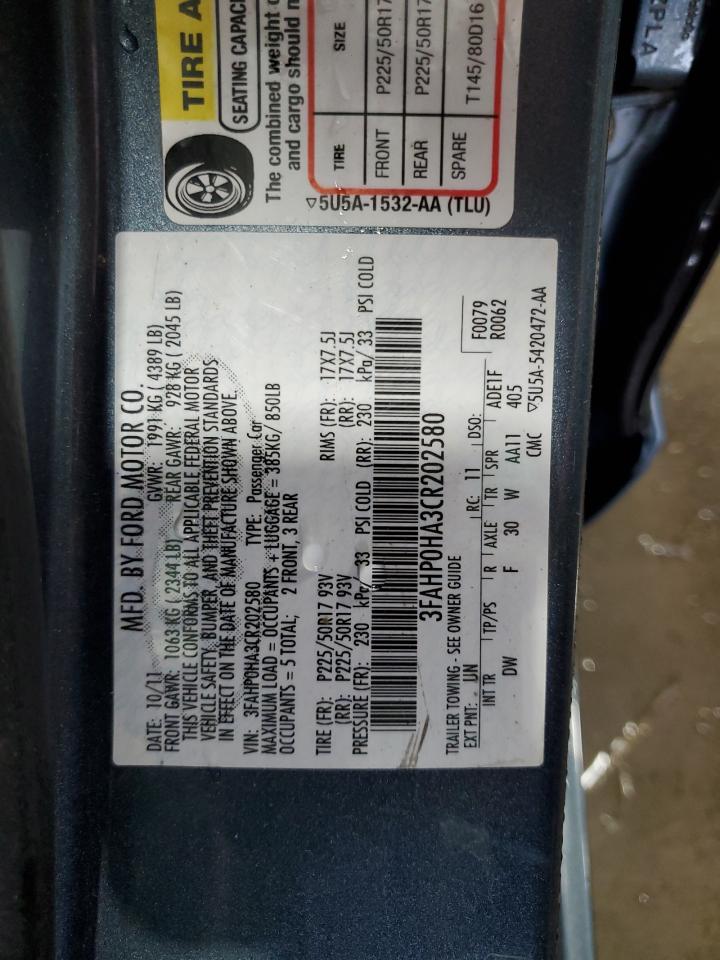 MFD. BY FORD MOTOR CO.
DATE: 10/11 GVWR: 1991 KG ( 4389 LB)
FRONT GAWR: 1063 KG ( 2344 LB) REAR GAWR: 928 KG ( 2045 LB)
THIS VEHICLE CONFORMS TO ALL APPLICABLE FEDERAL MOTOR
VEHICLE SAFETY, BUMPER, AND THEFT PREVENTION STANDARDS
IN EFFECT ON THE DATE OF MANUFACTURE SHOWN ABOVE.
VIN: 3FAHP0HA3CR202580 TYPE: Passenger Car
MAXIMUM LOAD = OCCUPANTS + LUGGAGE = 385KG/ 850LB
OCCUPANTS = 5 TOTAL; 2 FRONT, 3 REAR
TIRE (FR): P225/50R17 93V RIMS (FR): 17X7.5J
(RR): P225/50R17 93V (RR): 17X7.5J
PRESSURE (FR): 230 kPa/ 33 PSI COLD (RR): 230 kPa/ 33 PSI COLD
3FAHP0HA3CR202580
TRAILER TOWING - SEE OWNER GUIDE F0079
EXT PNT: UN RC: 11 DSO: R0062
INT TR TP/PS R AXLE TR SPR ADE1F
DW F 30 W AA11 405
CMC ▽5U5A-5420472-AA
TIRE A
SEATING CAPAC
The combined weight o
and cargo should n
TIRE SIZE
FRONT P225/50R17
REAR P225/50R17
SPARE T145/80D16
▽5U5A-1532-AA (TLU)
ZPLA